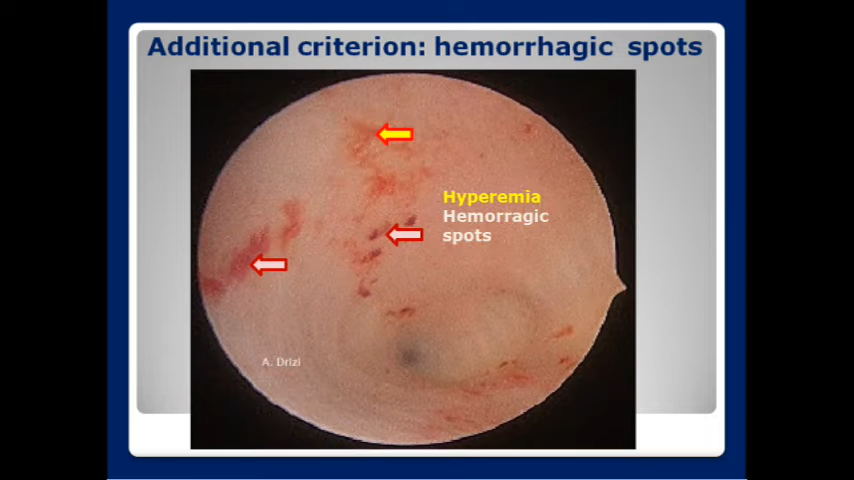 Additional criterion: hemorrhagic spots
Hyperemia
Hemorragic
spots
A. Drizi